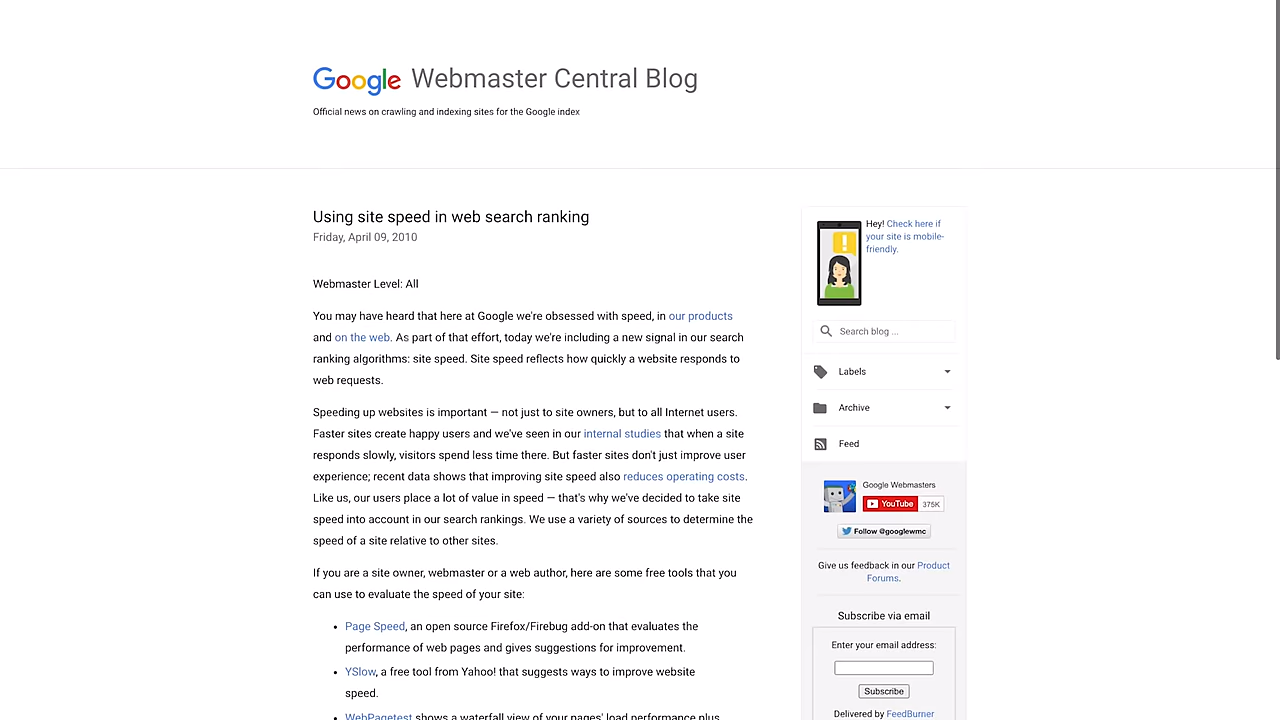 Google Webmaster Central Blog
Official news on crawling and indexing sites for the Google index
Using site speed in web search ranking
Friday, April 09, 2010
Webmaster Level: All
You may have heard that here at Google we're obsessed with speed, in our products
and on the web. As part of that effort, today we're including a new signal in our search
ranking algorithms: site speed. Site speed reflects how quickly a website responds to
web requests.
Speeding up websites is important — not just to site owners, but to all Internet users.
Faster sites create happy users and we've seen in our internal studies that when a site
responds slowly, visitors spend less time there. But faster sites don't just improve user
experience; recent data shows that improving site speed also reduces operating costs.
Like us, our users place a lot of value in speed — that's why we've decided to take site
speed into account in our search rankings. We use a variety of sources to determine the
speed of a site relative to other sites.
If you are a site owner, webmaster or a web author, here are some free tools that you
can use to evaluate the speed of your site:
• Page Speed, an open source Firefox/Firebug add-on that evaluates the
performance of web pages and gives suggestions for improvement.
• YSlow, a free tool from Yahoo! that suggests ways to improve website
speed.
• WebPagetest shows a waterfall view of your pages' load performance plus
Hey! Check here if
your site is mobile-
friendly.
Search blog ...
Labels
Archive
Feed
Google Webmasters
YouTube 375K
Follow @googlewmc
Give us feedback in our Product
Forums.
Subscribe via email
Enter your email address:
Subscribe
Delivered by FeedBurner